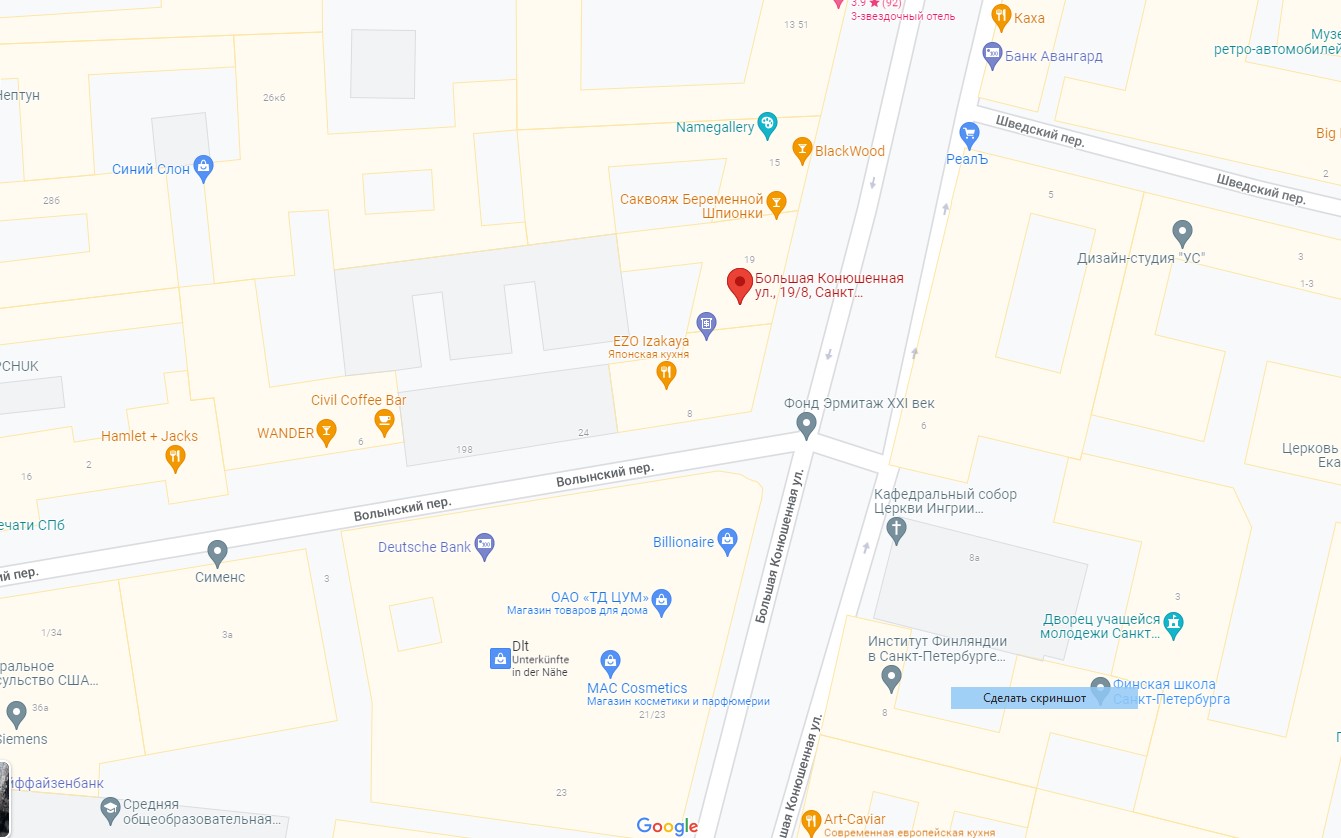 3.9 ★ (92)
3-звездочный отель
13 51
Каха
Банк Авангард
ретро-автомобилей
Нептун
26к6
Namegallery
Шведский пер.
BlackWood
Big
РеалЪ
15
Синий Слон
2
Шведский пер.
286
Саквояж Беременной
Шпионки
5
19
Дизайн-студия "УС"
3
1-3
Большая Конюшенная
ул., 19/8, Санкт...
EZO Izakaya
Японская кухня
PCHUK
Civil Coffee Bar
Фонд Эрмитаж XXI век
8
6
Hamlet + Jacks
WANDER
6
24
198
2
16
Церковь
Ека
Волынский пер.
Волынский пер.
Кафедральный собор
Церкви Ингрии...
ечати СПб
Большая Конюшенная ул.
Deutsche Bank
Billionaire
8а
ий пер.
Сименс
3
ОАО «ТД ЦУМ»
Магазин товаров для дома
3
1/34
3а
Дворец учащейся
молодежи Санкт...
Dlt
Unterkünfte
in der Nähe
Институт Финляндии
в Санкт-Петербурге...
ральное
сульство США...
MAC Cosmetics
Магазин косметики и парфюмерии
21/23
Финская школа
Санкт-Петербурга
Сделать скриншот
36а
8
Siemens
шая Конюшенная ул.
йффайзенбанк
23
Средняя
общеобразовательная...
Google
Art-Caviar
Современная европейская кухня